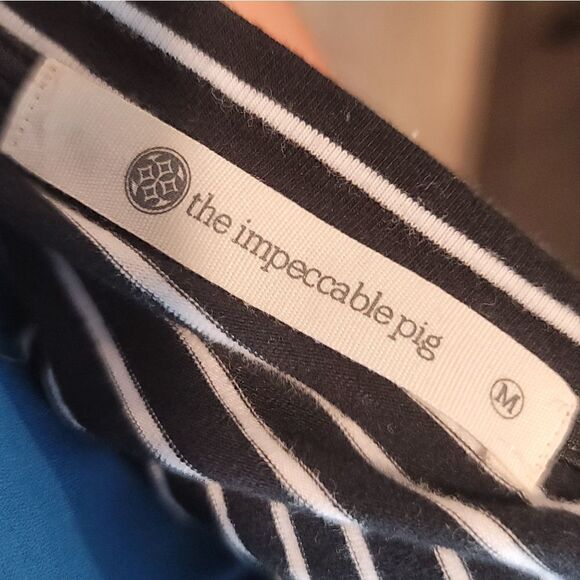 the impeccable pig
M